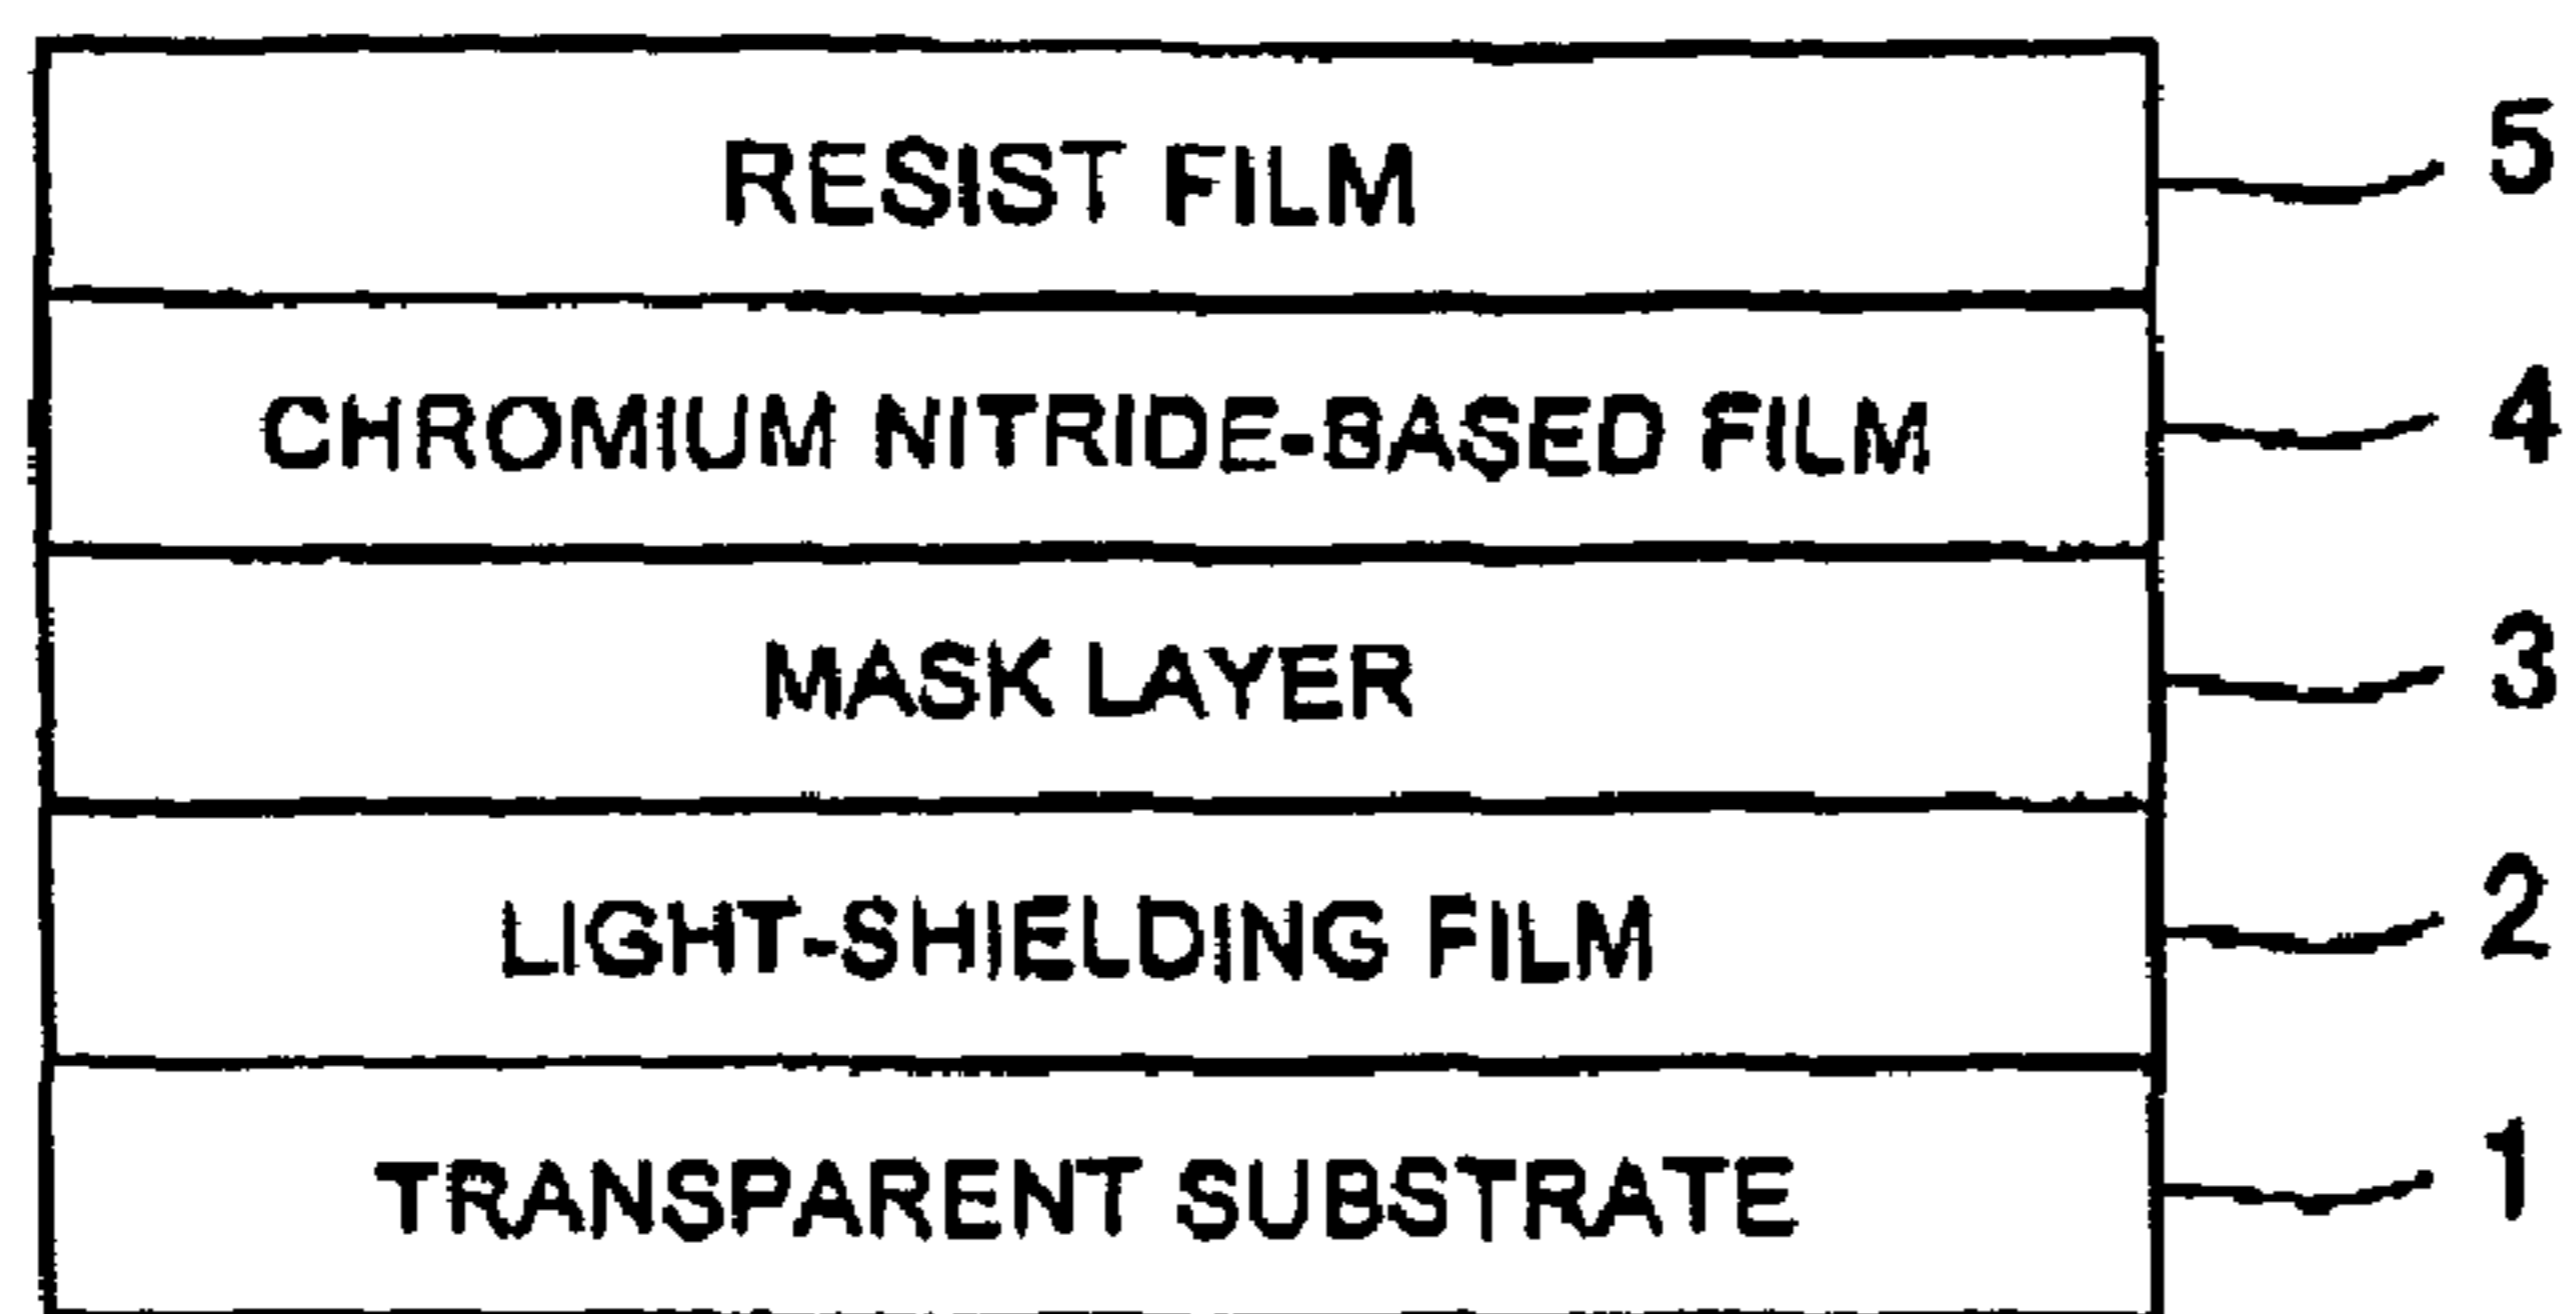 RESIST FILM 5
CHROMIUM NITRIDE-BASED FILM 4
MASK LAYER 3
LIGHT-SHIELDING FILM 2
TRANSPARENT SUBSTRATE 1